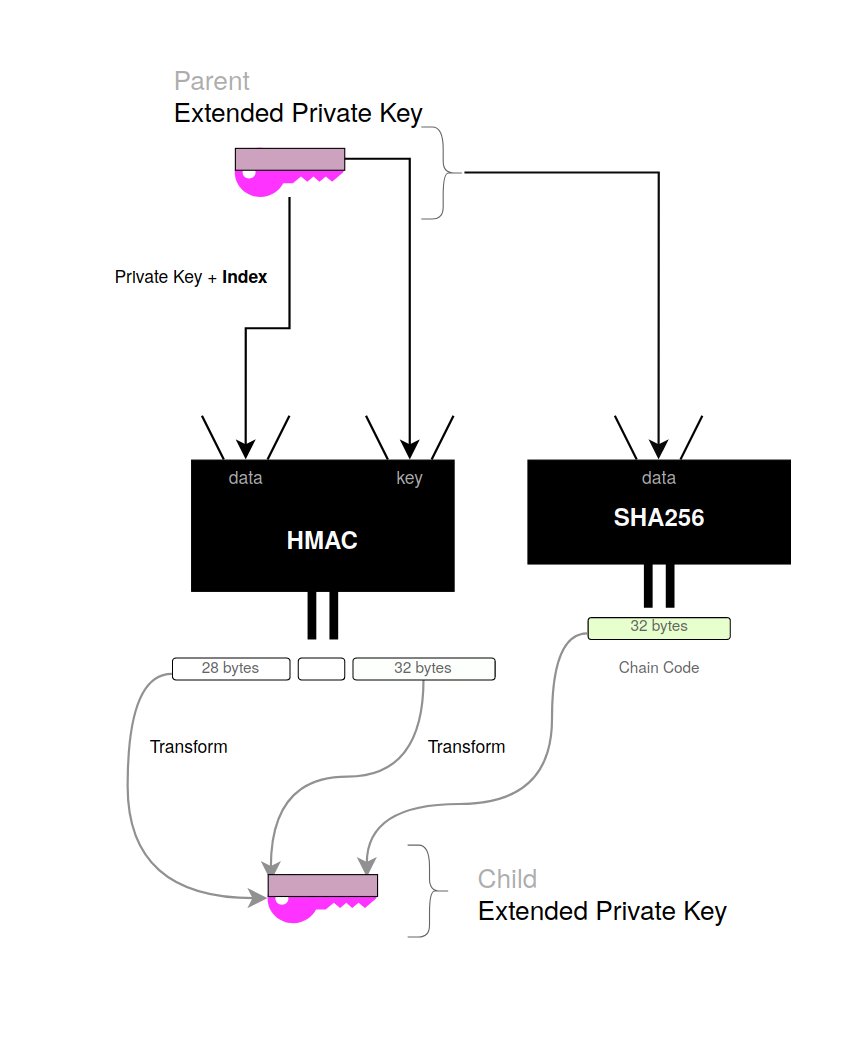 Parent
Extended Private Key
Private Key + Index
data
key
HMAC
data
SHA256
28 bytes
32 bytes
32 bytes
Chain Code
Transform
Transform
Child
Extended Private Key